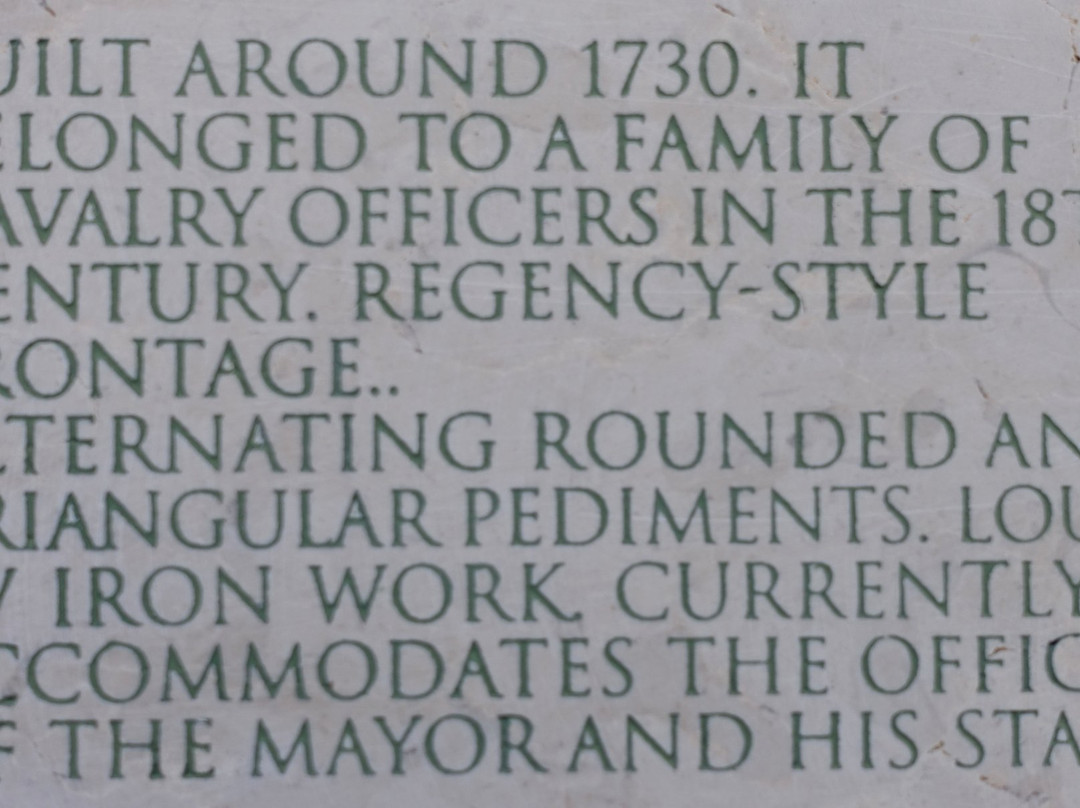 UILT AROUND 1730. IT
ELONGED TO A FAMILY OF
AVALRY OFFICERS IN THE 18T
ENTURY. REGENCY-STYLE
RONTAGE..
LTERNATING ROUNDED AN
RIANGULAR PEDIMENTS. LOU
V IRON WORK. CURRENTLY
CCOMMODATES THE OFFIC
F THE MAYOR AND HIS STA